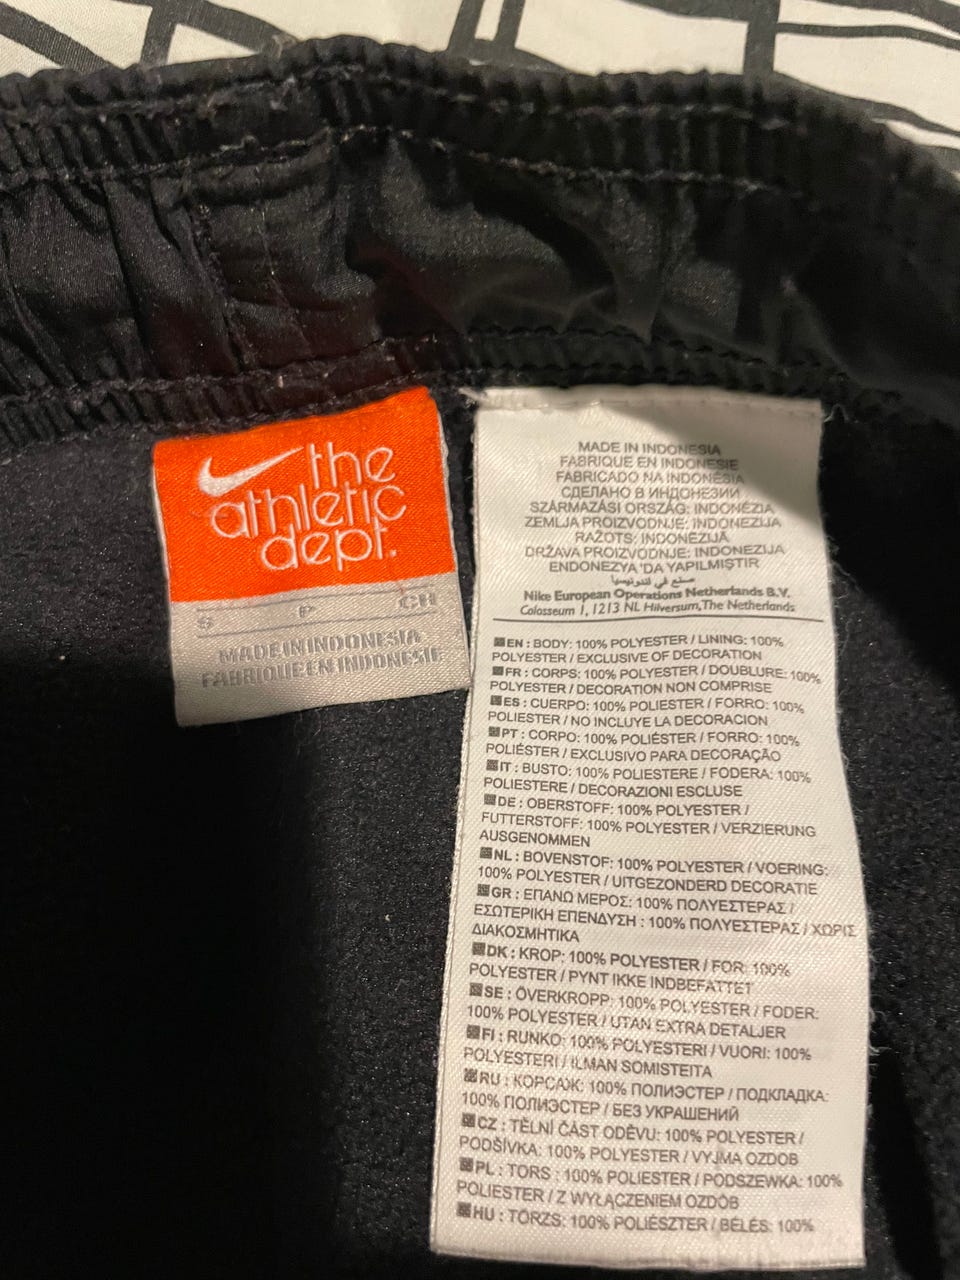 the
athletic
dept.
S P CH
MADE IN INDONESIA
FABRIQUE EN INDONESIE
MADE IN INDONESIA
FABRIQUE EN INDONESIE
FABRICADO NA INDONÉSIA
СДЕЛАНО В ИНДОНЕЗИИ
SZÁRMAZÁSI ORSZÁG: INDONÉZIA
ZEMLJA PROIZVODNJE: INDONEZIJA
RAŽOTS: INDONĒZIJĀ
DRŽAVA PROIZVODNJE: INDONEZIJA
ENDONEZYA 'DA YAPILMIŞTIR
صنع في اندونيسيا
Nike European Operations Netherlands B.V.
Colosseum 1, 1213 NL Hilversum, The Netherlands
EN : BODY: 100% POLYESTER / LINING: 100%
POLYESTER / EXCLUSIVE OF DECORATION
FR : CORPS: 100% POLYESTER / DOUBLURE: 100%
POLYESTER / DECORATION NON COMPRISE
ES : CUERPO: 100% POLIESTER / FORRO: 100%
POLIESTER / NO INCLUYE LA DECORACION
PT : CORPO: 100% POLIÉSTER / FORRO: 100%
POLIÉSTER / EXCLUSIVO PARA DECORAÇÃO
IT : BUSTO: 100% POLIESTERE / FODERA: 100%
POLIESTERE / DECORAZIONI ESCLUSE
DE : OBERSTOFF: 100% POLYESTER /
FUTTERSTOFF: 100% POLYESTER / VERZIERUNG
AUSGENOMMEN
NL : BOVENSTOF: 100% POLYESTER / VOERING:
100% POLYESTER / UITGEZONDERD DECORATIE
GR : ΕΠΑΝΩ ΜΕΡΟΣ: 100% ΠΟΛΥΕΣΤΕΡΑΣ /
ΕΣΩΤΕΡΙΚΗ ΕΠΕΝΔΥΣΗ : 100% ΠΟΛΥΕΣΤΕΡΑΣ / ΧΩΡΙΣ
ΔΙΑΚΟΣΜΗΤΙΚΑ
DK : KROP: 100% POLYESTER / FOR: 100%
POLYESTER / PYNT IKKE INDBEFATTET
SE : ÖVERKROPP: 100% POLYESTER / FODER:
100% POLYESTER / UTAN EXTRA DETALJER
FI : RUNKO: 100% POLYESTERI / VUORI: 100%
POLYESTERI / ILMAN SOMISTEITA
RU : КОРСАЖ: 100% ПОЛИЭСТЕР / ПОДКЛАДКА:
100% ПОЛИЭСТЕР / БЕЗ УКРАШЕНИЙ
CZ : TĚLNÍ ČÁST ODĚVU: 100% POLYESTER /
PODŠÍVKA: 100% POLYESTER / VYJMA OZDOB
PL : TORS : 100% POLIESTER / PODSZEWKA: 100%
POLIESTER / Z WYŁĄCZENIEM OZDÓB
HU : TÖRZS: 100% POLIÉSZTER / BÉLÉS: 100%